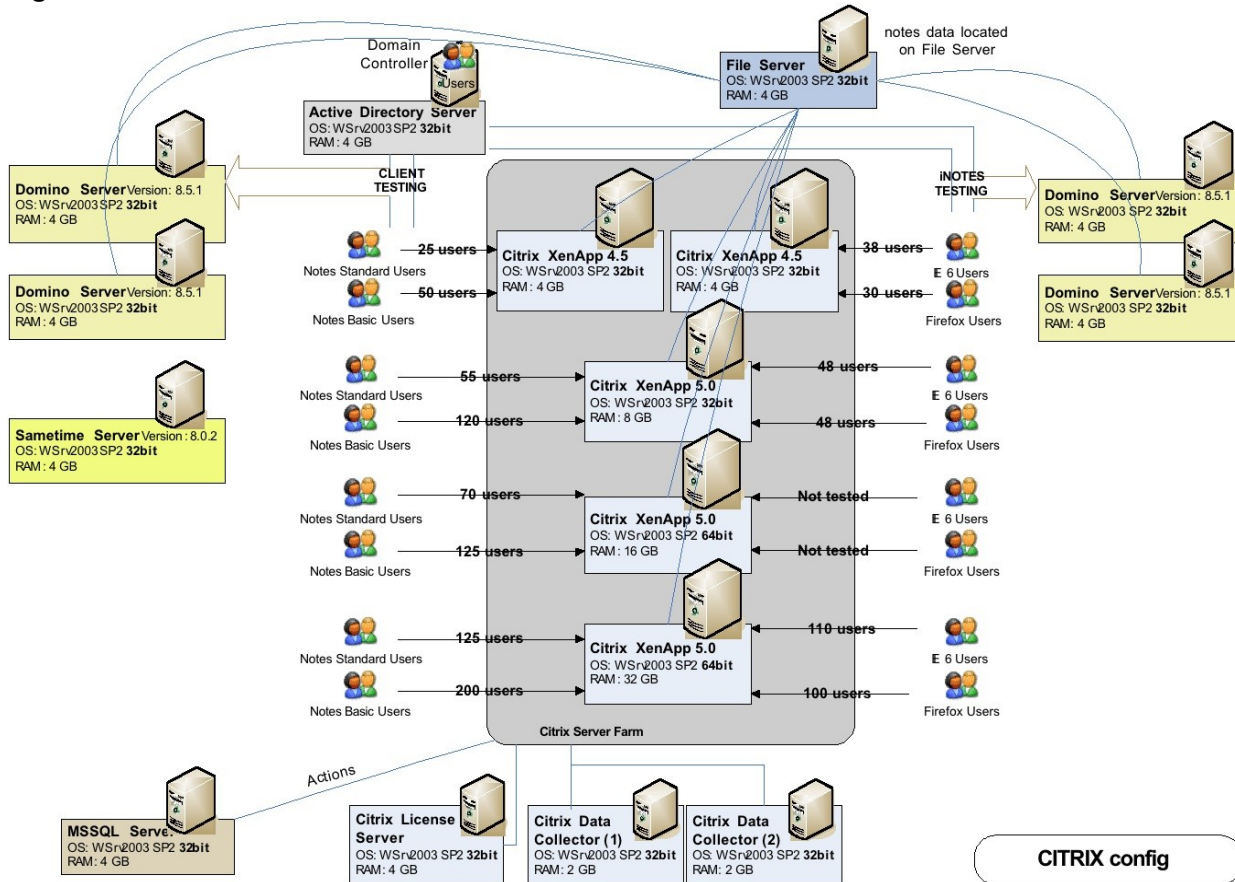 Domain
Controller
Users
notes data located
on File Server
File Server
OS: WSrv2003 SP2 32bit
RAM: 4 GB
Active Directory Server
OS: WSrv2003 SP2 32bit
RAM: 4 GB
CLIENT
TESTING
iNOTES
TESTING
Domino Server Version: 8.5.1
OS: WSrv2003 SP2 32bit
RAM: 4 GB
Domino Server Version: 8.5.1
OS: WSrv2003 SP2 32bit
RAM: 4 GB
Sametime Server Version: 8.0.2
OS: WSrv2003 SP2 32bit
RAM: 4 GB
Domino Server Version: 8.5.1
OS: WSrv2003 SP2 32bit
RAM: 4 GB
Domino Server Version: 8.5.1
OS: WSrv2003 SP2 32bit
RAM: 4 GB
25 users
Notes Standard Users
50 users
Notes Basic Users
Citrix XenApp 4.5
OS: WSrv2003 SP2 32bit
RAM: 4 GB
Citrix XenApp 4.5
OS: WSrv2003 SP2 32bit
RAM: 4 GB
38 users
IE 6 Users
30 users
Firefox Users
55 users
Notes Standard Users
120 users
Notes Basic Users
Citrix XenApp 5.0
OS: WSrv2003 SP2 32bit
RAM: 8 GB
48 users
IE 6 Users
48 users
Firefox Users
70 users
Notes Standard Users
125 users
Notes Basic Users
Citrix XenApp 5.0
OS: WSrv2003 SP2 64bit
RAM: 16 GB
Not tested
IE 6 Users
Not tested
Firefox Users
125 users
Notes Standard Users
200 users
Notes Basic Users
Citrix XenApp 5.0
OS: WSrv2003 SP2 64bit
RAM: 32 GB
110 users
IE 6 Users
100 users
Firefox Users
Citrix Server Farm
Actions
MSSQL Server
OS: WSrv2003 SP2 32bit
RAM: 4 GB
Citrix License
Server
OS: WSrv2003 SP2 32bit
RAM: 4 GB
Citrix Data
Collector (1)
OS: WSrv2003 SP2 32bit
RAM: 2 GB
Citrix Data
Collector (2)
OS: WSrv2003 SP2 32bit
RAM: 2 GB
CITRIX config